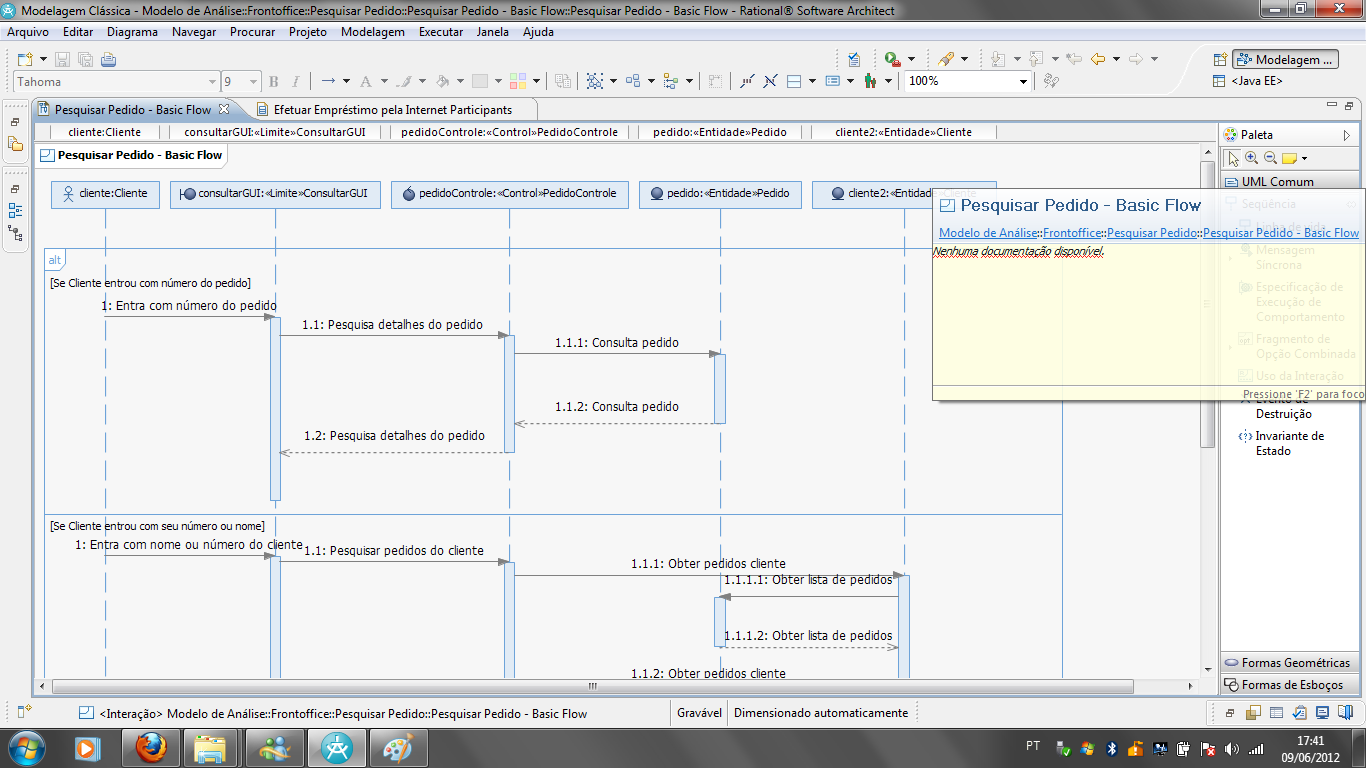 Modelagem Clássica - Modelo de Análise::Frontoffice::Pesquisar Pedido::Pesquisar Pedido - Basic Flow::Pesquisar Pedido - Basic Flow - Rational® Software Architect
Arquivo Editar Diagrama Navegar Procurar Projeto Modelagem Executar Janela Ajuda
Modelagem ...
Tahoma 9 B I A 100% <Java EE>
Pesquisar Pedido - Basic Flow Efetuar Empréstimo pela Internet Participants
cliente:Cliente consultarGUI:«Limite»ConsultarGUI pedidoControle:«Control»PedidoControle pedido:«Entidade»Pedido cliente2:«Entidade»Cliente
Paleta
Pesquisar Pedido - Basic Flow
UML Comum
cliente:Cliente consultarGUI:«Limite»ConsultarGUI pedidoControle:«Control»PedidoControle pedido:«Entidade»Pedido cliente2:«Entidade»Cliente
Seqüência
Pesquisar Pedido - Basic Flow
Modelo de Análise::Frontoffice::Pesquisar Pedido::Pesquisar Pedido - Basic Flow
Nenhuma documentação disponível.
Mensagem
Síncrona
Especificação de
Execução de
Comportamento
Fragmento de
Opção Combinada
Uso da Interação
Pressione 'F2' para foco
Evento de
Destruição
Invariante de
Estado
alt
[Se Cliente entrou com número do pedido]
1: Entra com número do pedido
1.1: Pesquisa detalhes do pedido
1.1.1: Consulta pedido
1.1.2: Consulta pedido
1.2: Pesquisa detalhes do pedido
[Se Cliente entrou com seu número ou nome]
1: Entra com nome ou número do cliente
1.1: Pesquisar pedidos do cliente
1.1.1: Obter pedidos cliente
1.1.1.1: Obter lista de pedidos
1.1.1.2: Obter lista de pedidos
1.1.2: Obter pedidos cliente
Formas Geométricas
Formas de Esboços
<Interação> Modelo de Análise::Frontoffice::Pesquisar Pedido::Pesquisar Pedido - Basic Flow Gravável Dimensionado automaticamente
PT 17:41
09/06/2012